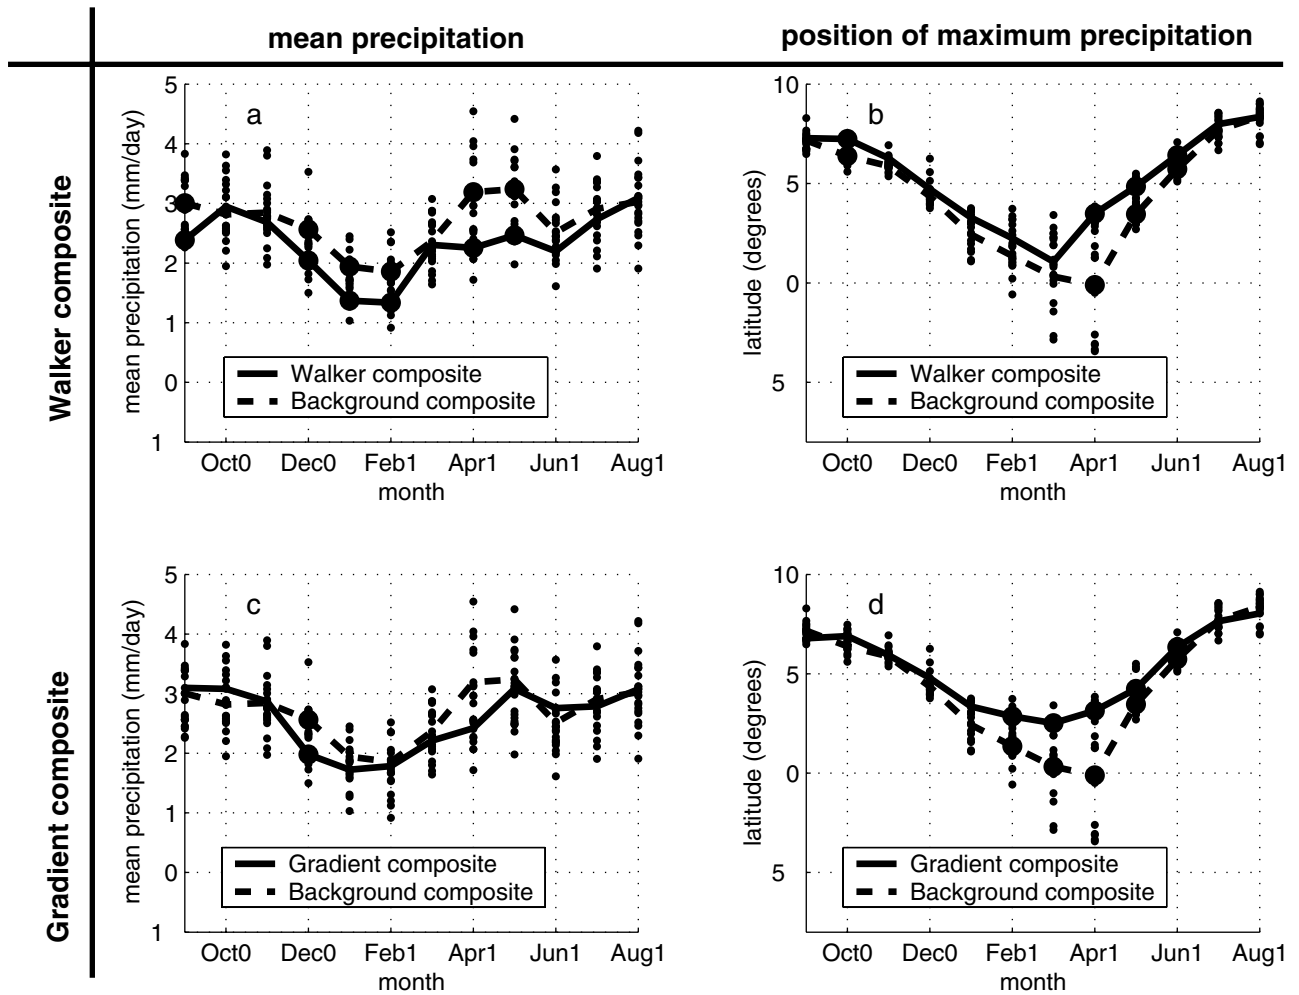 mean precipitation
position of maximum precipitation
Walker composite
a
mean precipitation (mm/day)
5
4
3
2
1
0
1
Walker composite
Background composite
Oct0 Dec0 Feb1 Apr1 Jun1 Aug1
month
b
latitude (degrees)
10
5
0
5
Walker composite
Background composite
Oct0 Dec0 Feb1 Apr1 Jun1 Aug1
month
Gradient composite
c
mean precipitation (mm/day)
5
4
3
2
1
0
1
Gradient composite
Background composite
Oct0 Dec0 Feb1 Apr1 Jun1 Aug1
month
d
latitude (degrees)
10
5
0
5
Gradient composite
Background composite
Oct0 Dec0 Feb1 Apr1 Jun1 Aug1
month